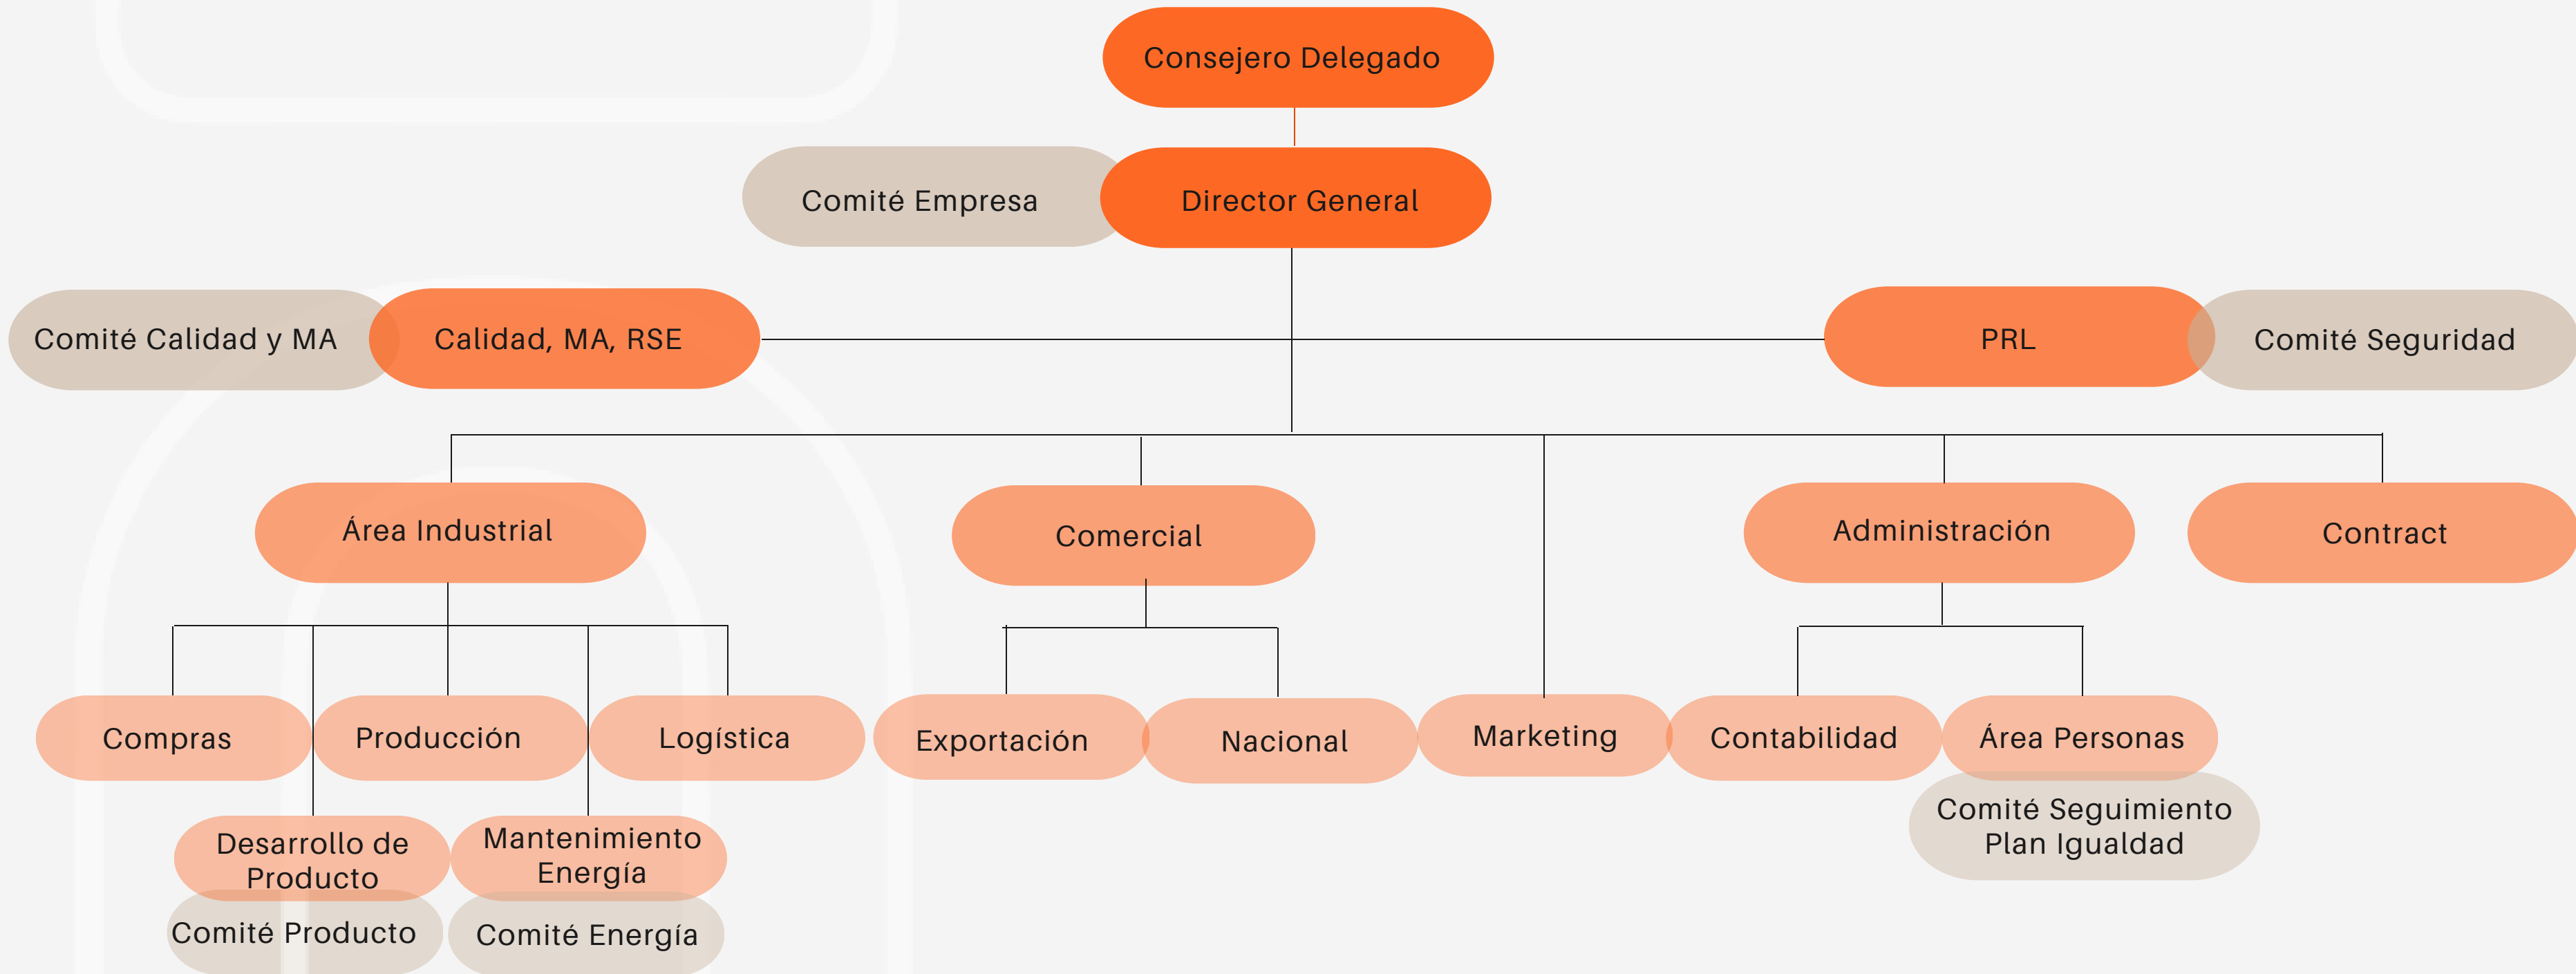 Consejero Delegado
Comité Empresa
Director General
Comité Calidad y MA
Calidad, MA, RSE
PRL
Comité Seguridad
Área Industrial
Comercial
Administración
Contract
Compras
Producción
Logística
Exportación
Nacional
Marketing
Contabilidad
Área Personas
Comité Seguimiento
Plan Igualdad
Desarrollo de
Producto
Mantenimiento
Energía
Comité Producto
Comité Energía